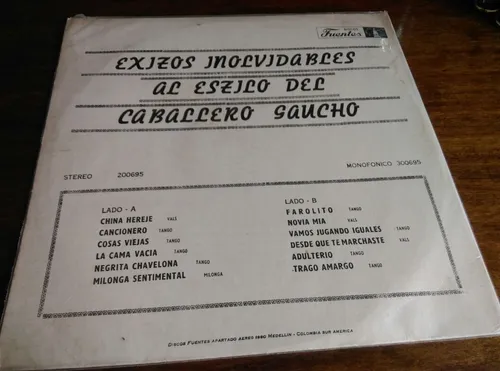 Fuentes
EXIZOS INOLVIDABLES
AL ESZILO DEL
CABALLERO GAUCHO
STEREO 200695
MONOFONICO 300695
LADO - A
CHINA HEREJE VALS
CANCIONERO TANGO
COSAS VIEJAS TANGO
LA CAMA VACIA TANGO
NEGRITA CHAVELONA TANGO
MILONGA SENTIMENTAL MILONGA
LADO - B
FAROLITO TANGO
NOVIA MIA VALS
VAMOS JUGANDO IGUALES TANGO
DESDE QUE TE MARCHASTE VALS
ADULTERIO TANGO
TRAGO AMARGO TANGO
DISCOS FUENTES APARTADO AEREO 1960 MEDELLIN - COLOMBIA SUR AMERICA